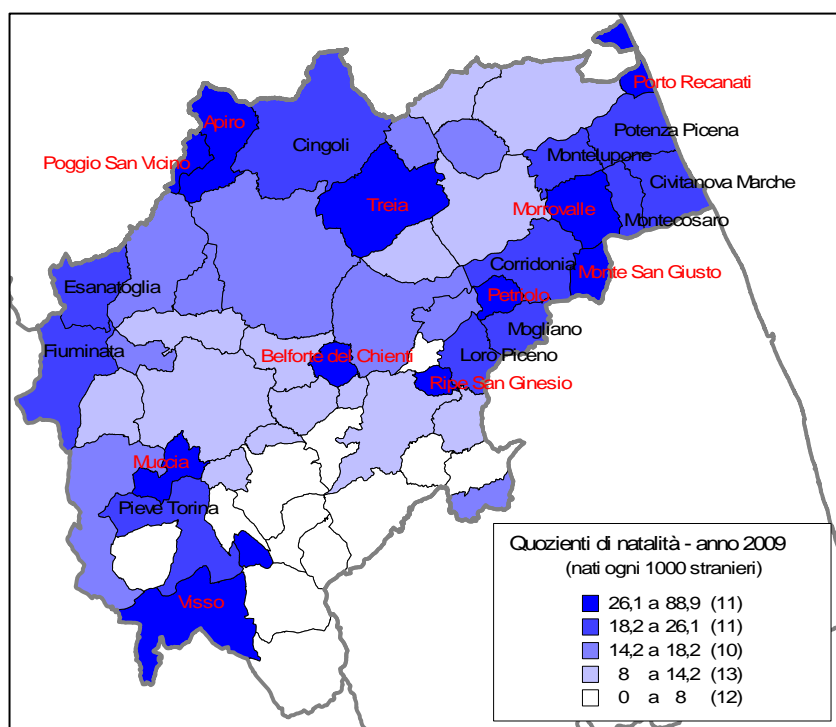 Porto Recanati
Apiro
Potenza Picena
Cingoli
Montelupone
Poggio San Vicino
Civitanova Marche
Treia
Morrovalle
Montecosaro
Corridonia
Monte San Giusto
Esanatoglia
Petriolo
Mogliano
Fiuminata
Belforte del Chienti
Loro Piceno
Ripe San Ginesio
Muccia
Pieve Torina
Visso
Quozienti di natalità - anno 2009
(nati ogni 1000 stranieri)
26,1 a 88,9 (11)
18,2 a 26,1 (11)
14,2 a 18,2 (10)
8 a 14,2 (13)
0 a 8 (12)